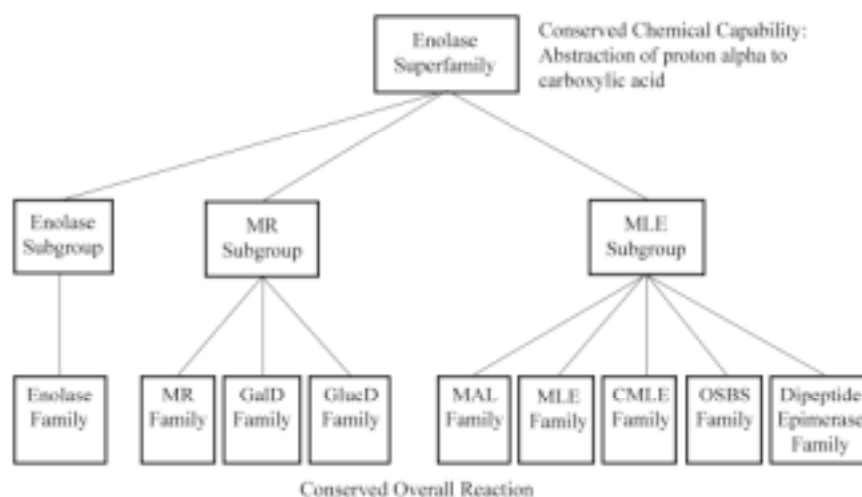 Enolase
Superfamily
Conserved Chemical Capability:
Abstraction of proton alpha to
carboxylic acid
Enolase
Subgroup
MR
Subgroup
MLE
Subgroup
Enolase
Family
MR
Family
GalD
Family
GlucD
Family
MAL
Family
MLE
Family
CMLE
Family
OSBS
Family
Dipeptide
Epimerase
Family
Conserved Overall Reaction